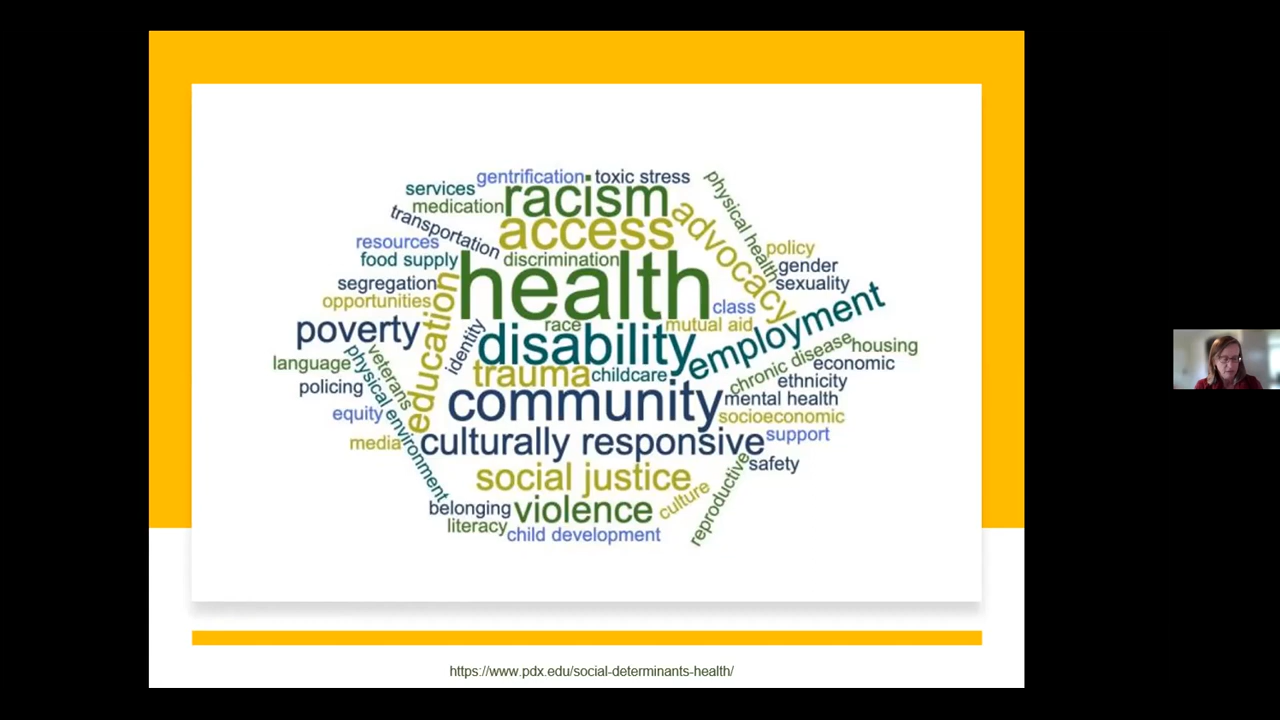 gentrification
toxic stress
services
racism
medication
physical health
transportation
access
advocacy
resources
policy
food supply
discrimination
gender
health
segregation
sexuality
opportunities
education
class
employment
poverty
race
mutual aid
identity
disability
housing
language
veterans
physical environment
trauma
childcare
chronic disease
economic
policing
ethnicity
community
mental health
equity
socioeconomic
media
culturally responsive
support
safety
social justice
culture
reproductive
belonging
violence
literacy
child development
https://www.pdx.edu/social-determinants-health/